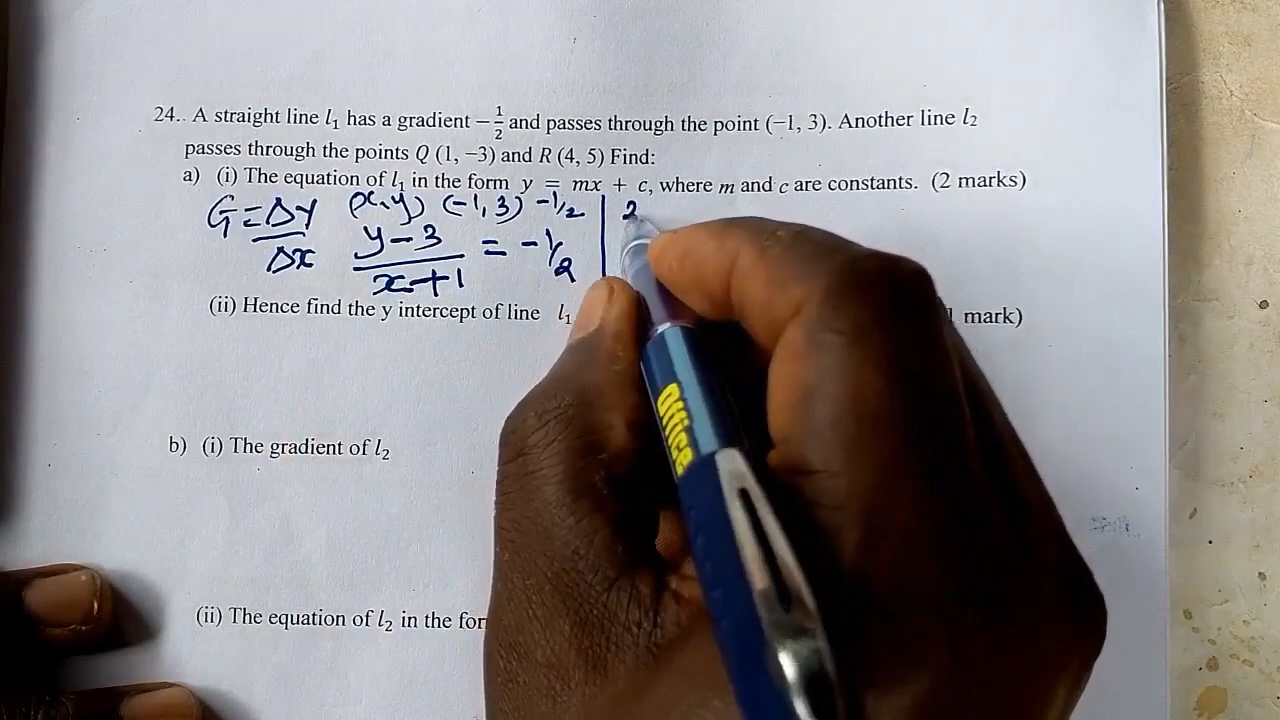 24.. A straight line l₁ has a gradient −1/2 and passes through the point (−1, 3). Another line l₂
passes through the points Q (1, −3) and R (4, 5) Find:
a) (i) The equation of l₁ in the form y = mx + c, where m and c are constants. (2 marks)
G = Δy/Δx (x, y) (−1, 3) −1/2 | 2
y−3/x+1 = −1/2
(ii) Hence find the y intercept of line l₁ mark)
b) (i) The gradient of l₂
(ii) The equation of l₂ in the for
Office